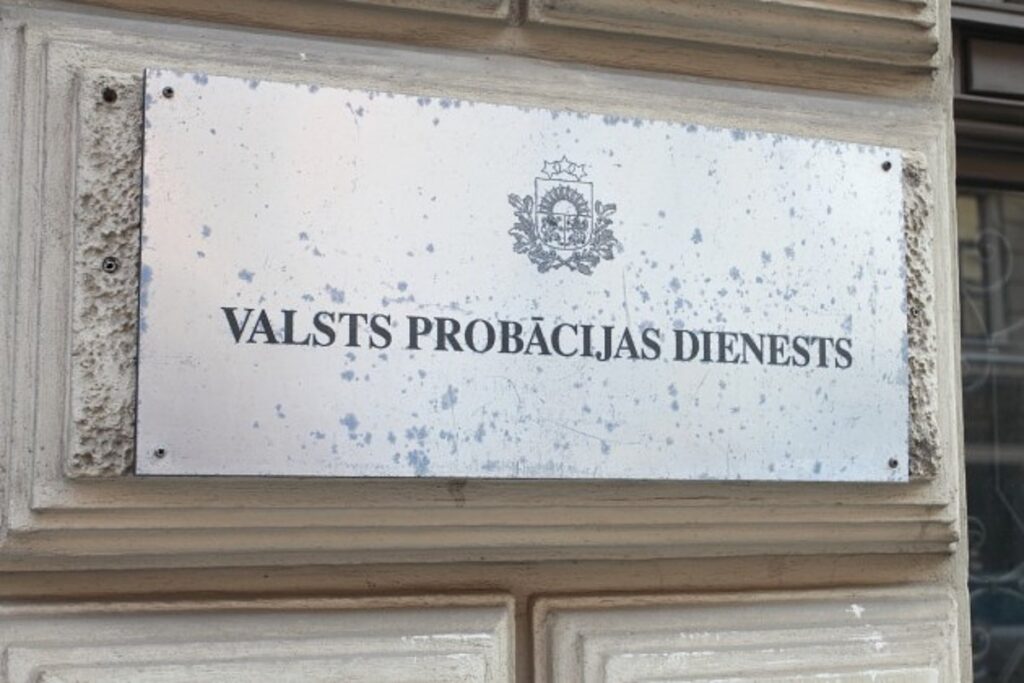 VALSTS PROBĀCIJAS DIENESTS